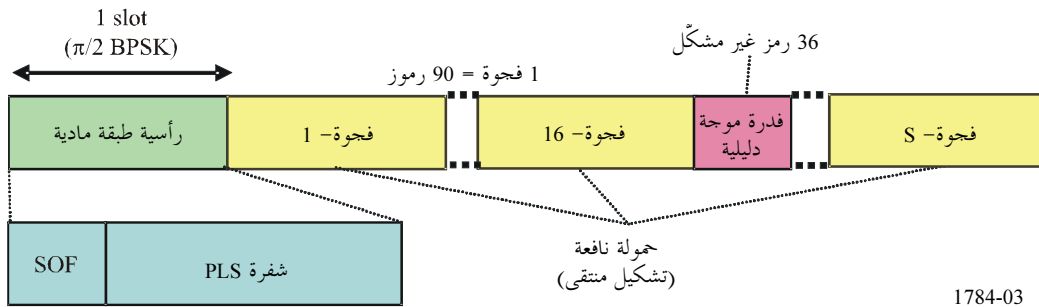 1 slot
(π/2 BPSK)
36 رمز غير مشكّل
1 فجوة = 90 رموز
رأسية طبقة مادية
فجوة- 1
فجوة- 16
فدرة موجة
دليلية
فجوة- S
SOF
شفرة PLS
حمولة نافعة
(تشكيل منتقى)
1784-03